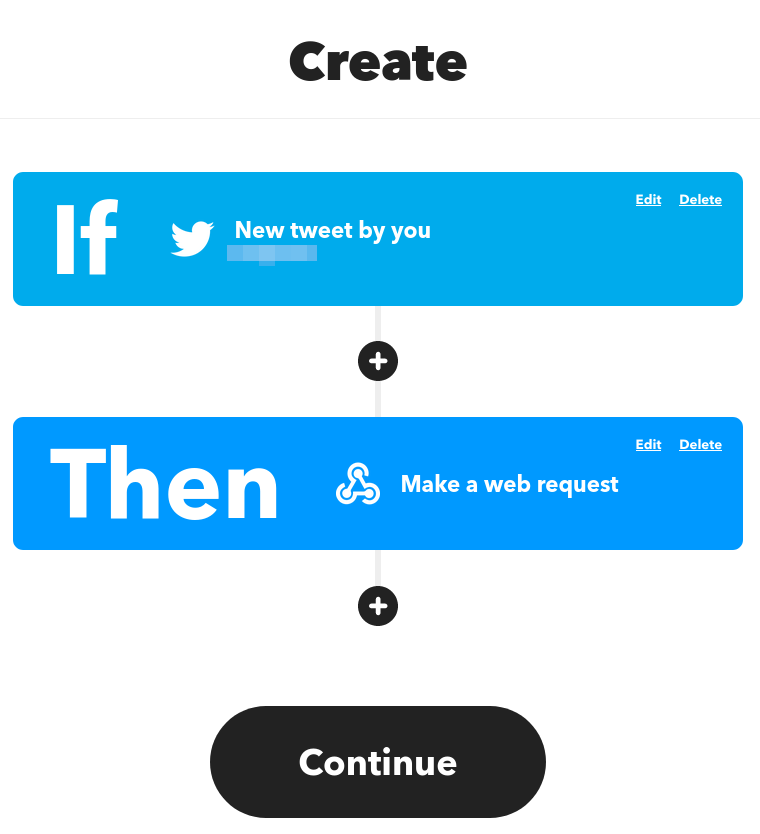 Create
If
New tweet by you
Edit Delete
Then
Make a web request
Edit Delete
Continue